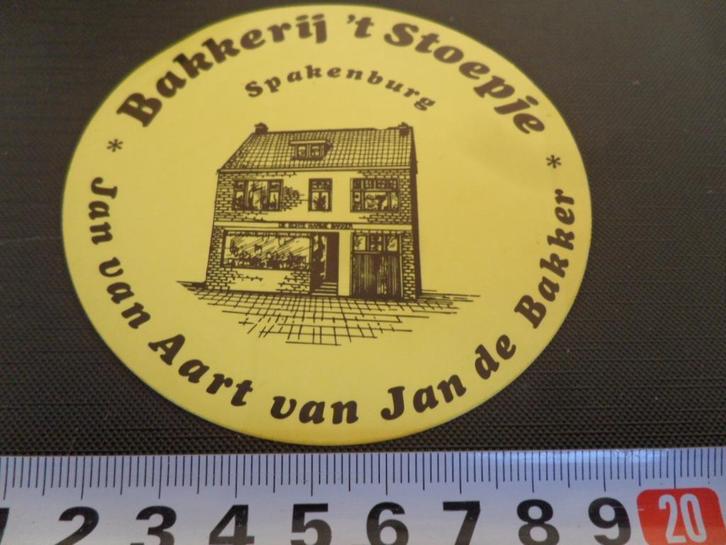 Bakkerij 't Stoepje
Spakenburg
* Jan van Aart van Jan de Bakker *
1 2 3 4 5 6 7 8 9 20